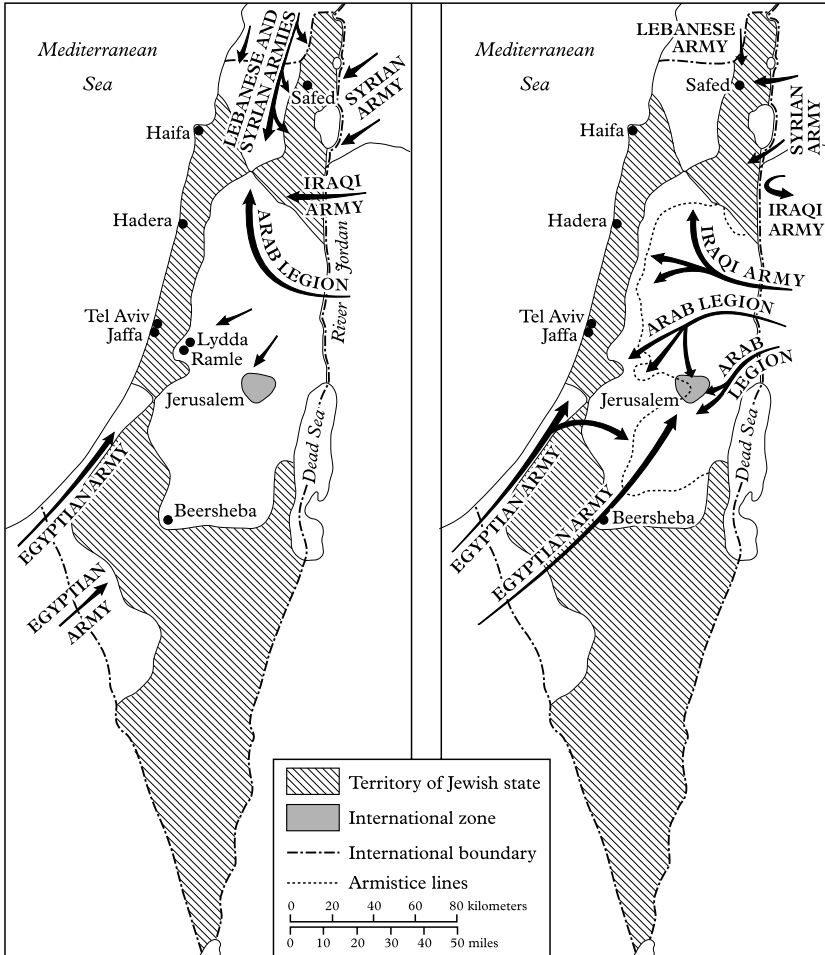 Mediterranean
Sea
LEBANESE AND
SYRIAN ARMIES
Safed
SYRIAN
ARMY
Haifa
IRAQI
ARMY
Hadera
ARAB LEGION
River Jordan
Tel Aviv
Jaffa
Lydda
Ramle
Jerusalem
Dead Sea
EGYPTIAN ARMY
Beersheba
EGYPTIAN
ARMY
Mediterranean
Sea
LEBANESE
ARMY
Safed
SYRIAN
ARMY
Haifa
IRAQI
ARMY
Hadera
IRAQI ARMY
ARAB LEGION
Tel Aviv
Jaffa
ARAB
LEGION
Jerusalem
Dead Sea
EGYPTIAN ARMY
EGYPTIAN ARMY
Beersheba
Territory of Jewish state
International zone
International boundary
Armistice lines
0 20 40 60 80 kilometers
0 10 20 30 40 50 miles